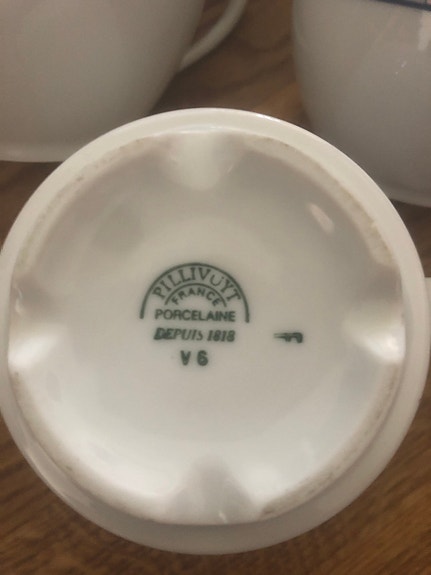 PILLIVUYT
FRANCE
PORCELAINE
DEPUIS 1818
V 6